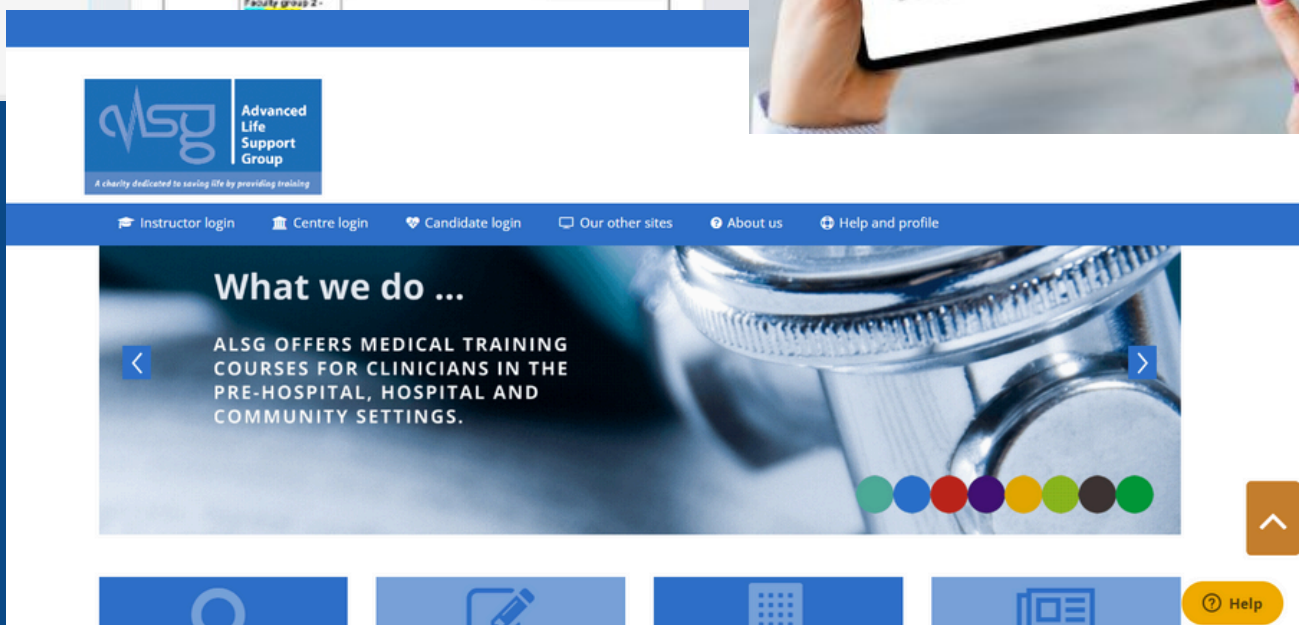 Faculty group 2 -
alsg
Advanced
Life
Support
Group
A charity dedicated to saving life by providing training
Instructor login Centre login Candidate login Our other sites About us Help and profile
What we do ...
ALSG OFFERS MEDICAL TRAINING
COURSES FOR CLINICIANS IN THE
PRE-HOSPITAL, HOSPITAL AND
COMMUNITY SETTINGS.
Help